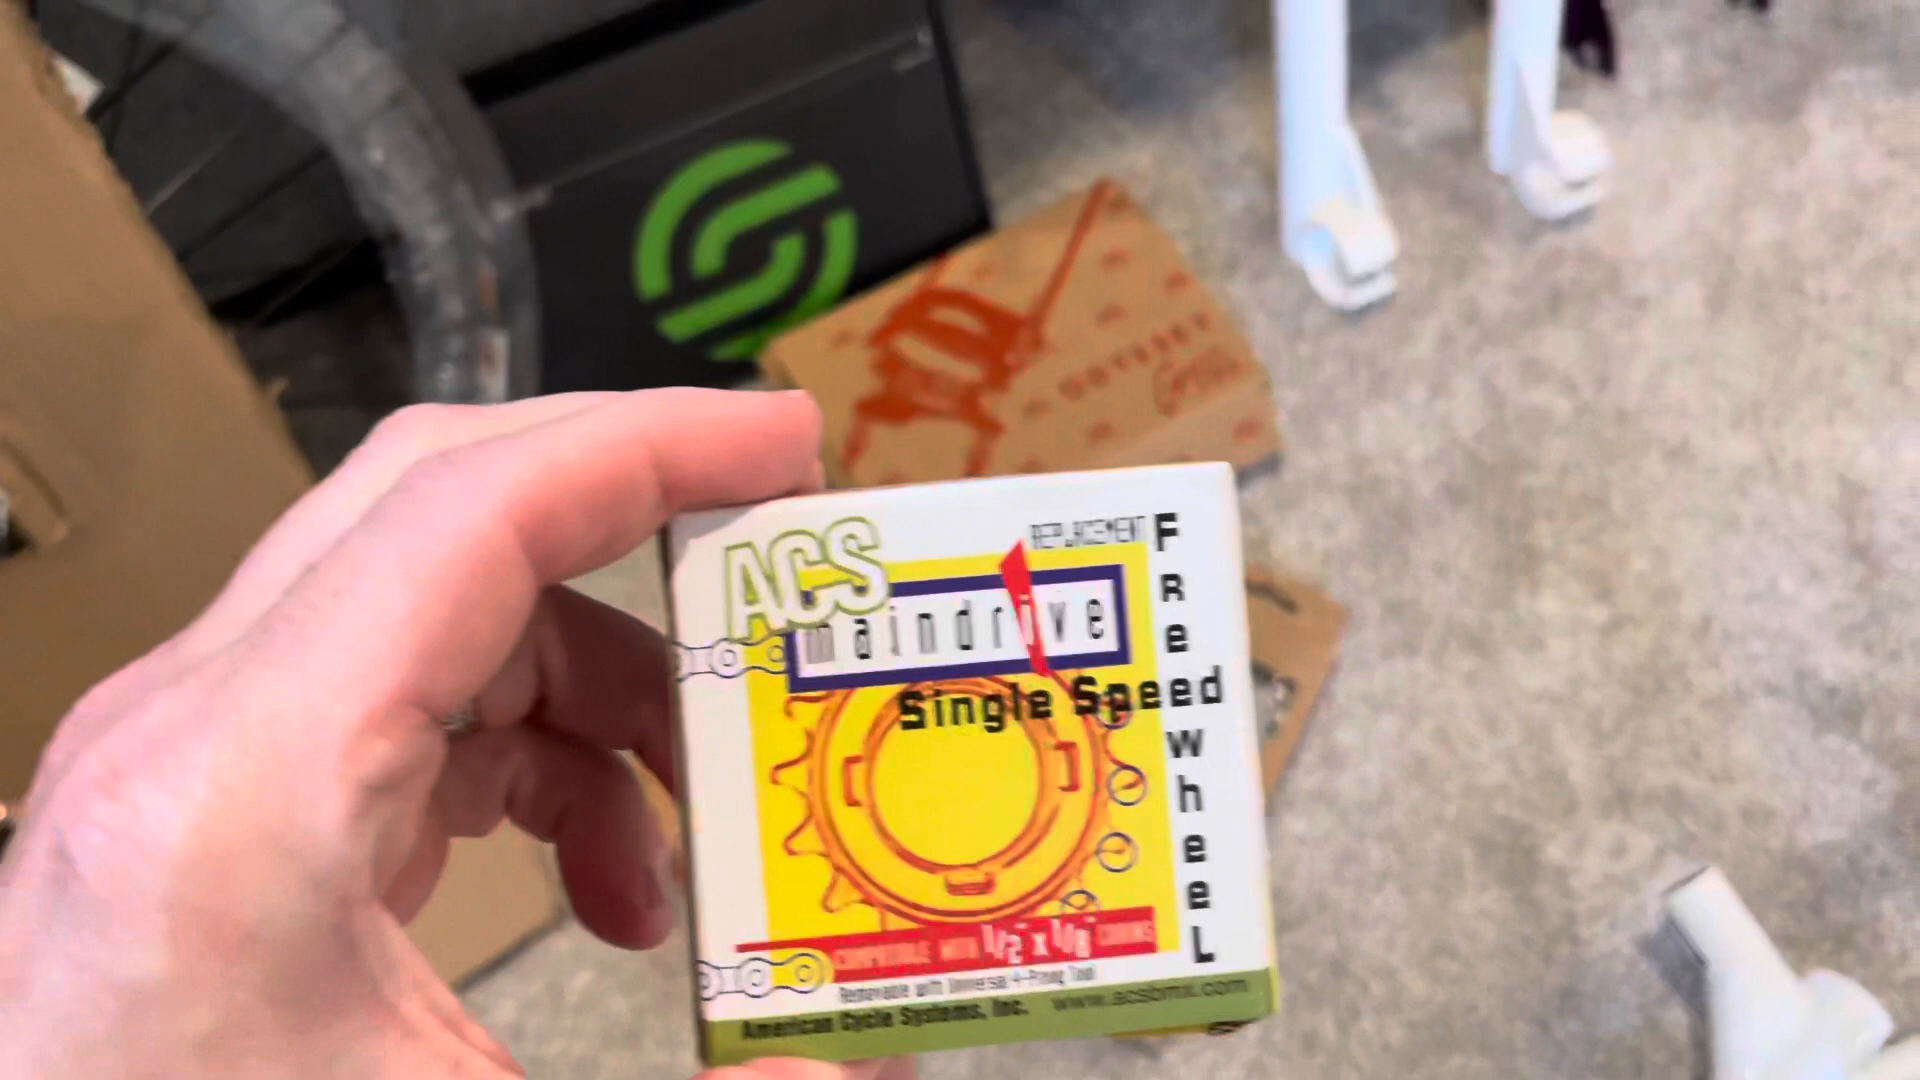 ODYSSEY
ACS
REPLACEMENT
maindrive
Single Speed
FReewheeL
COMPATIBLE WITH 1/2" x 1/8" CHAINS
Removable with Universal 4-Prong Tool
American Cycle Systems, Inc. www.acsbmx.com